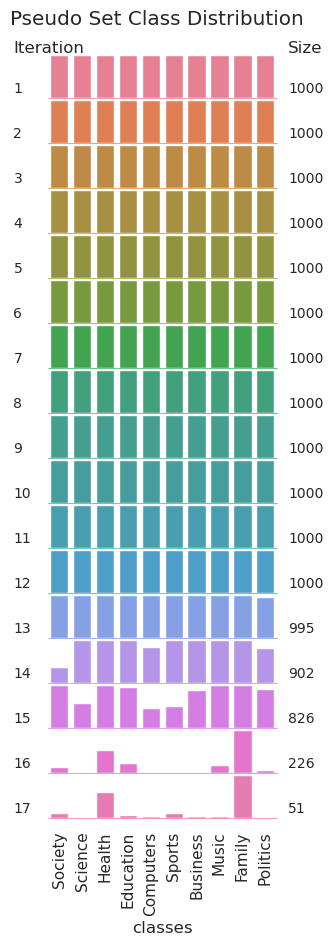 Pseudo Set Class Distribution
Iteration Size
1 1000
2 1000
3 1000
4 1000
5 1000
6 1000
7 1000
8 1000
9 1000
10 1000
11 1000
12 1000
13 995
14 902
15 826
16 226
17 51
Society
Science
Health
Education
Computers
Sports
Business
Music
Family
Politics
classes